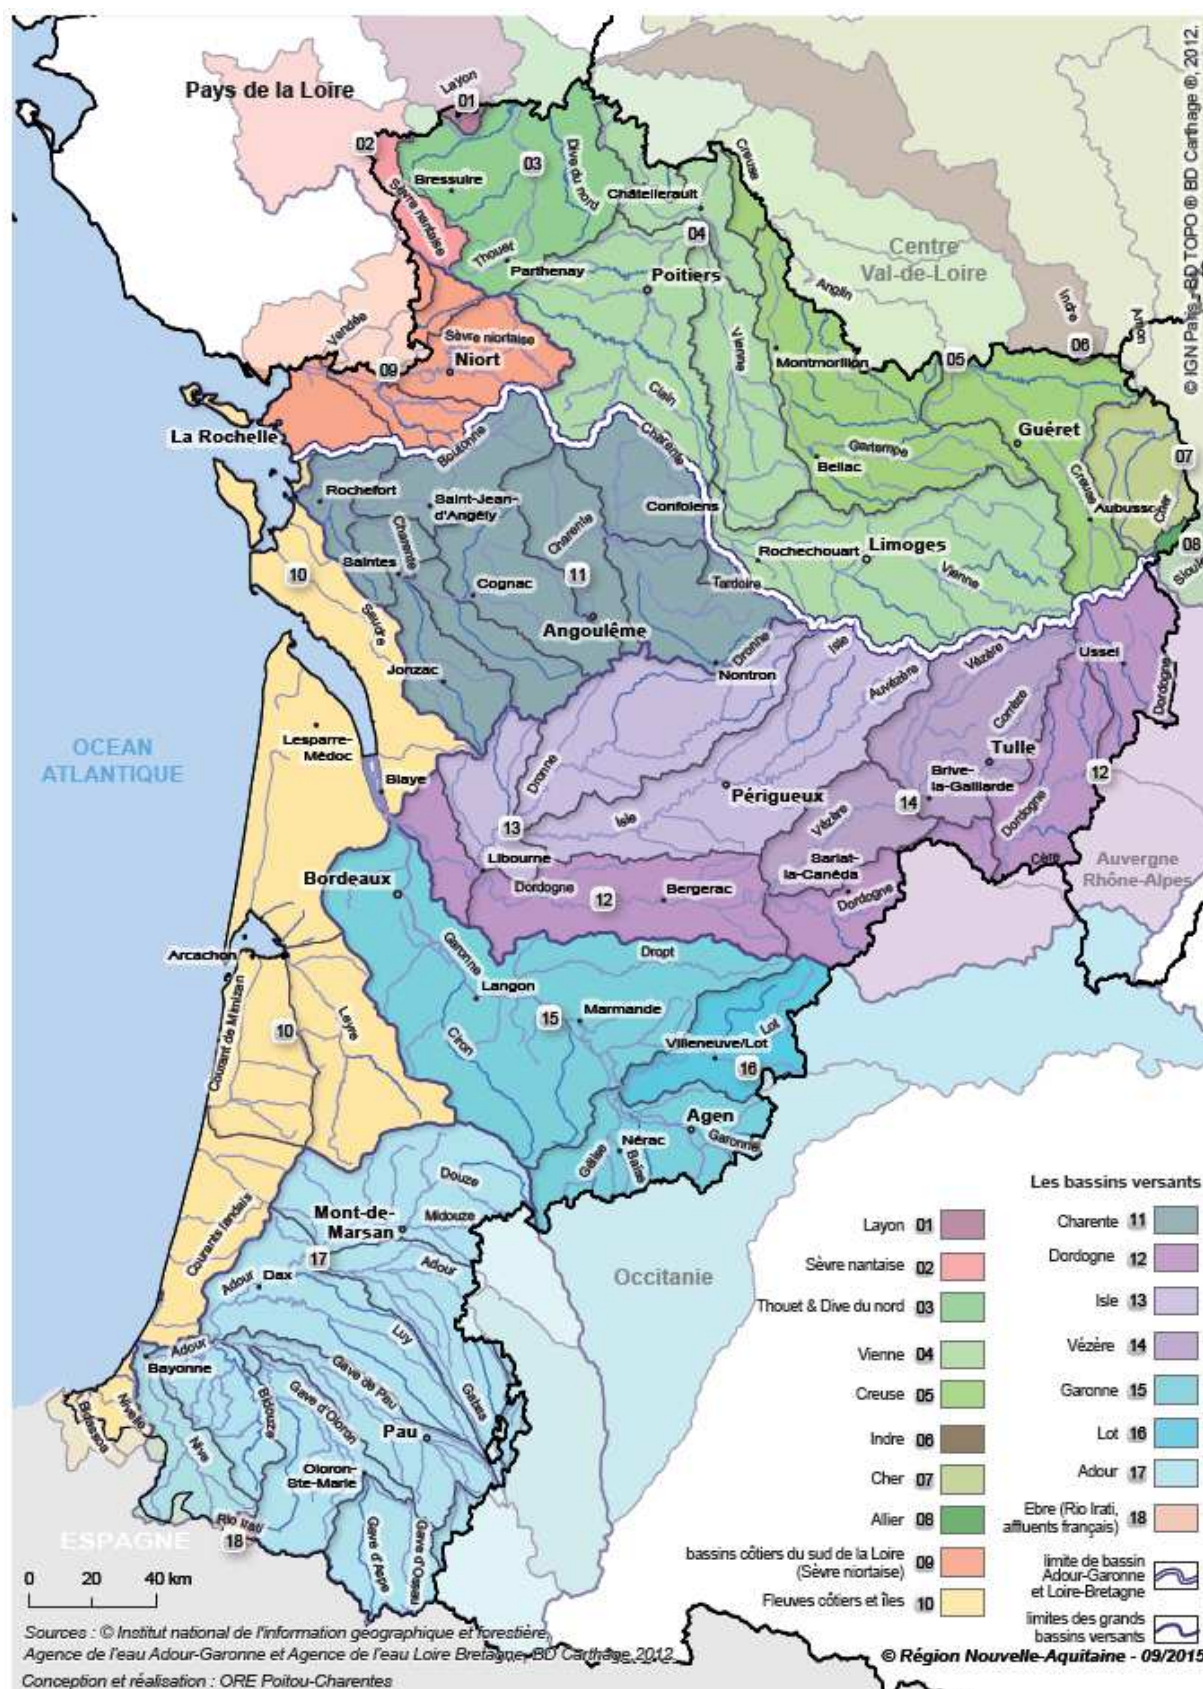 © IGN Paris -BD TOPO ® BD Carthage ®, 2012.
Pays de la Loire
Layon
01
02
03
Dive du nord
Creuse
Bressuire
Châtellerault
Sèvre nantaise
04
Centre
Val-de-Loire
Thouet
Parthenay
Poitiers
Anglin
Indre
Arnon
Vendée
Sèvre niortaise
Vienne
06
09
Niort
Montmorillon
05
Clain
La Rochelle
Boutonne
Charente
Guéret
Gartempe
Bellac
07
Rochefort
Saint-Jean-
d'Angély
Confolens
Creuse
Aubusson
Cher
Charente
Charente
Rochechouart
Limoges
08
Sioule
Saintes
10
Cognac
11
Tardoire
Vienne
Seudre
Angoulême
Jonzac
Nontron
Dronne
Isle
Auvézère
Vézère
Ussel
Dordogne
Corrèze
Tulle
OCEAN
ATLANTIQUE
Lesparre-
Médoc
Blaye
Dronne
Périgueux
Brive-
la-Gaillarde
12
14
Isle
13
Vézère
Dordogne
Libourne
Sarlat-
la-Canéda
Cère
Auvergne
Rhône-Alpes
Bordeaux
Dordogne
12
Bergerac
Dordogne
Garonne
Dropt
Arcachon
Langon
Marmande
Courant de Mimizan
10
Leyre
Ciron
15
Lot
Villeneuve/Lot
16
Agen
Garonne
Nérac
Gélise
Baïse
Douze
Mont-de-
Marsan
Midouze
Courants landais
17
Adour
Adour
Dax
Occitanie
Luy
Adour
Bayonne
Gave de Pau
Gabas
Nivelle
Bidassoa
Bidouze
Gave d'Oloron
Pau
Nive
Oloron-
Ste-Marie
ESPAGNE
Rio Irati
18
Gave d'Aspe
Gave d'Ossau
Les bassins versants
Layon 01
Sèvre nantaise 02
Thouet & Dive du nord 03
Vienne 04
Creuse 05
Indre 06
Cher 07
Allier 08
bassins côtiers du sud de la Loire
(Sèvre niortaise) 09
Fleuves côtiers et îles 10
Charente 11
Dordogne 12
Isle 13
Vézère 14
Garonne 15
Lot 16
Adour 17
Ebre (Rio Irati,
affluents français) 18
limite de bassin
Adour-Garonne
et Loire-Bretagne
limites des grands
bassins versants
0 20 40 km
Sources : © Institut national de l'information géographique et forestière,
Agence de l'eau Adour-Garonne et Agence de l'eau Loire Bretagne, BD Carthage 2012
Conception et réalisation : ORE Poitou-Charentes
© Région Nouvelle-Aquitaine - 09/2015